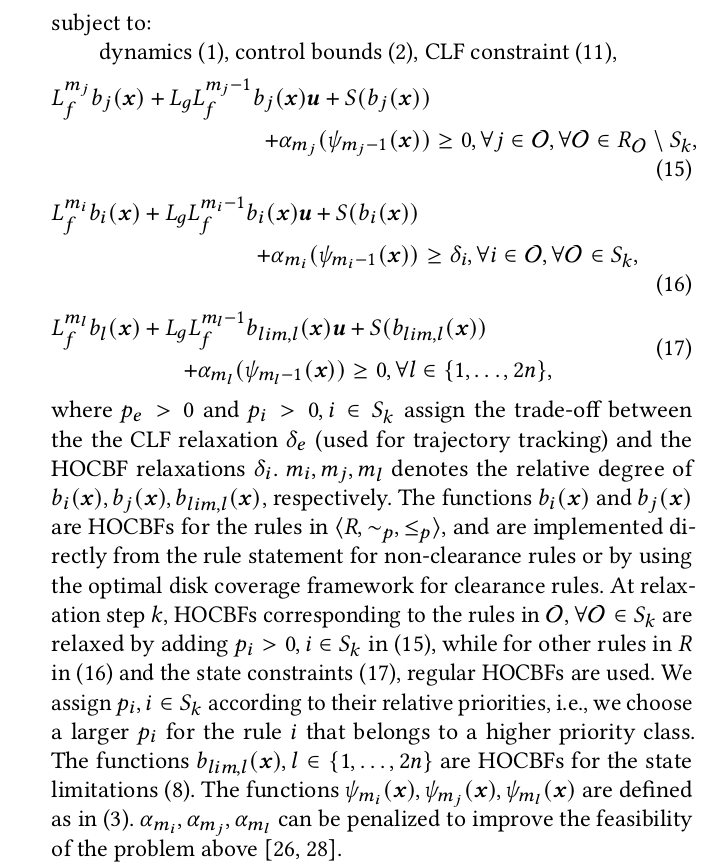 subject to:
dynamics (1), control bounds (2), CLF constraint (11),
$L_f^{m_j} b_j(\boldsymbol{x}) + L_g L_f^{m_j-1} b_j(\boldsymbol{x})\boldsymbol{u} + S(b_j(\boldsymbol{x}))$
$+\alpha_{m_j}(\psi_{m_j-1}(\boldsymbol{x})) \geq 0, \forall j \in \mathcal{O}, \forall \mathcal{O} \in R_{\mathcal{O}} \setminus S_k,$
(15)
$L_f^{m_i} b_i(\boldsymbol{x}) + L_g L_f^{m_i-1} b_i(\boldsymbol{x})\boldsymbol{u} + S(b_i(\boldsymbol{x}))$
$+\alpha_{m_i}(\psi_{m_i-1}(\boldsymbol{x})) \geq \delta_i, \forall i \in \mathcal{O}, \forall \mathcal{O} \in S_k,$
(16)
$L_f^{m_l} b_l(\boldsymbol{x}) + L_g L_f^{m_l-1} b_{lim,l}(\boldsymbol{x})\boldsymbol{u} + S(b_{lim,l}(\boldsymbol{x}))$
(17)
$+\alpha_{m_l}(\psi_{m_l-1}(\boldsymbol{x})) \geq 0, \forall l \in \{1, \ldots, 2n\},$
where $p_e > 0$ and $p_i > 0, i \in S_k$ assign the trade-off between
the the CLF relaxation $\delta_e$ (used for trajectory tracking) and the
HOCBF relaxations $\delta_i$. $m_i, m_j, m_l$ denotes the relative degree of
$b_i(\boldsymbol{x}), b_j(\boldsymbol{x}), b_{lim,l}(\boldsymbol{x})$, respectively. The functions $b_i(\boldsymbol{x})$ and $b_j(\boldsymbol{x})$
are HOCBFs for the rules in $\langle R, \sim_p, \leq_p \rangle$, and are implemented di-
rectly from the rule statement for non-clearance rules or by using
the optimal disk coverage framework for clearance rules. At relax-
ation step $k$, HOCBFs corresponding to the rules in $\mathcal{O}, \forall \mathcal{O} \in S_k$ are
relaxed by adding $p_i > 0, i \in S_k$ in (15), while for other rules in $R$
in (16) and the state constraints (17), regular HOCBFs are used. We
assign $p_i, i \in S_k$ according to their relative priorities, i.e., we choose
a larger $p_i$ for the rule $i$ that belongs to a higher priority class.
The functions $b_{lim,l}(\boldsymbol{x}), l \in \{1, \ldots, 2n\}$ are HOCBFs for the state
limitations (8). The functions $\psi_{m_i}(\boldsymbol{x}), \psi_{m_j}(\boldsymbol{x}), \psi_{m_l}(\boldsymbol{x})$ are defined
as in (3). $\alpha_{m_i}, \alpha_{m_j}, \alpha_{m_l}$ can be penalized to improve the feasibility
of the problem above [26, 28].